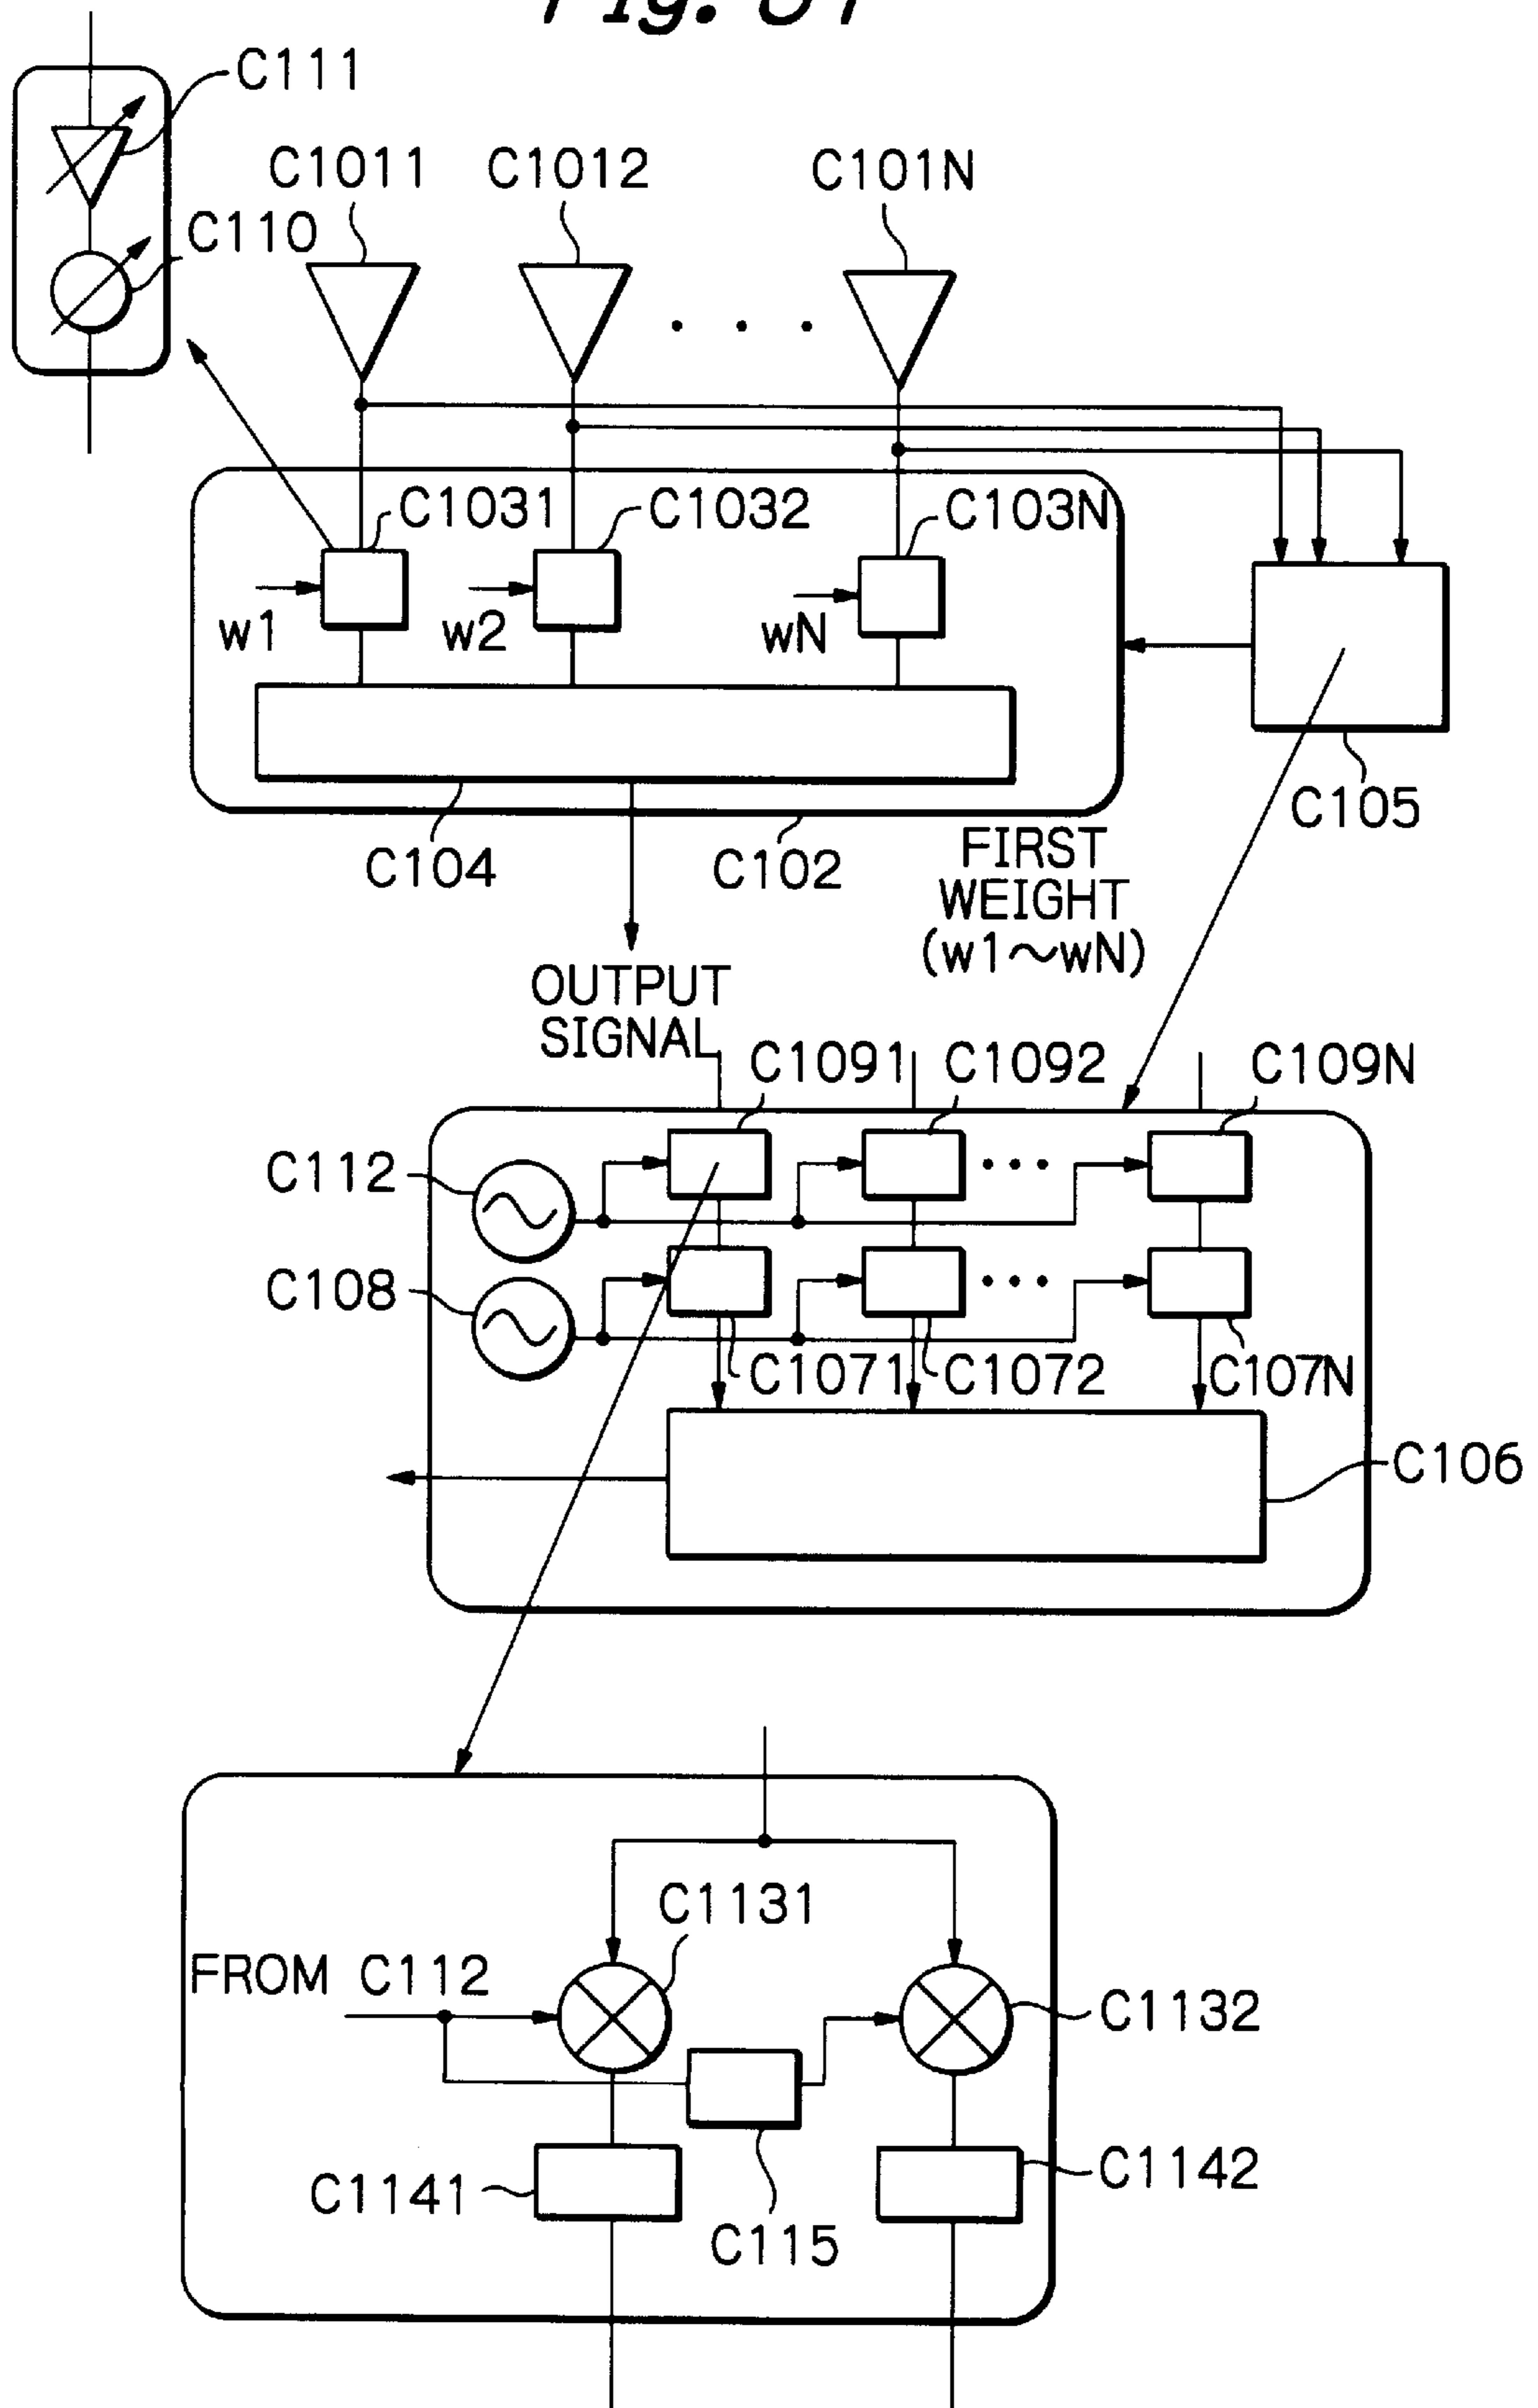 C111
C1011 C1012 C101N
C110
C1031 C1032 C103N
w1 w2 wN
C105
C104 C102
FIRST
WEIGHT
(w1~wN)
OUTPUT
SIGNAL
C1091 C1092 C109N
C112
C108
C1071 C1072 C107N
C106
C1131
FROM C112
C1132
C1141 C1142
C115